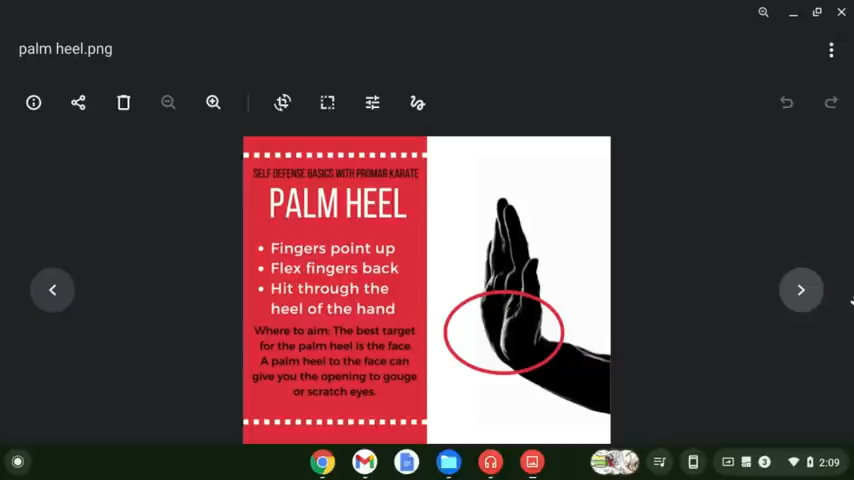 palm heel.png
SELF DEFENSE BASICS WITH PROMAR KARATE
PALM HEEL
• Fingers point up
• Flex fingers back
• Hit through the
heel of the hand
Where to aim: The best target
for the palm heel is the face.
A palm heel to the face can
give you the opening to gouge
or scratch eyes.
3
2:09